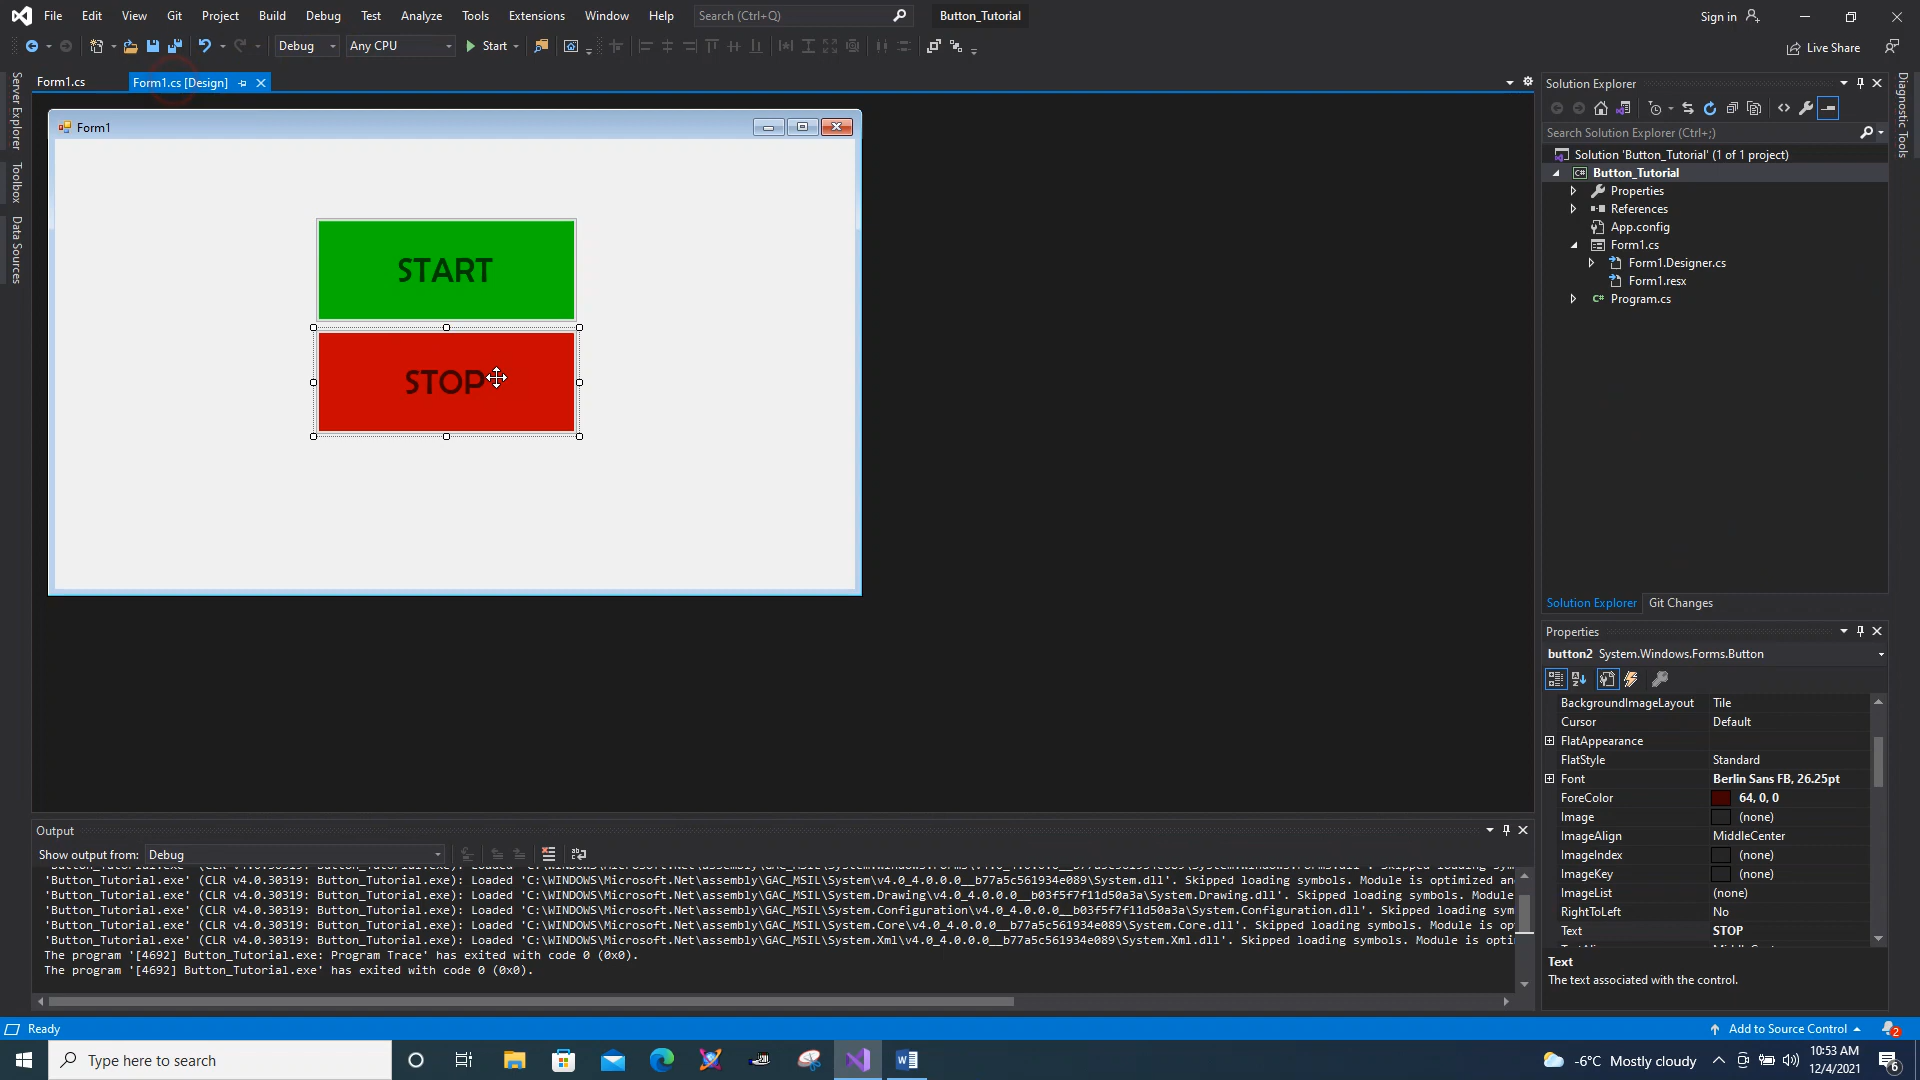 File Edit View Git Project Build Debug Test Analyze Tools Extensions Window Help Search (Ctrl+Q) Button_Tutorial Sign in
Debug Any CPU Start Live Share
Form1.cs Form1.cs [Design]
Server Explorer
Toolbox
Data Sources
Form1
START
STOP
Solution Explorer
Search Solution Explorer (Ctrl+;)
Solution 'Button_Tutorial' (1 of 1 project)
Button_Tutorial
Properties
References
App.config
Form1.cs
Form1.Designer.cs
Form1.resx
Program.cs
Diagnostic Tools
Solution Explorer Git Changes
Properties
button2 System.Windows.Forms.Button
BackgroundImageLayout Tile
Cursor Default
FlatAppearance
FlatStyle Standard
Font Berlin Sans FB, 26.25pt
ForeColor 64, 0, 0
Image (none)
ImageAlign MiddleCenter
ImageIndex (none)
ImageKey (none)
ImageList (none)
RightToLeft No
Text STOP
Text
The text associated with the control.
Output
Show output from: Debug
'Button_Tutorial.exe' (CLR v4.0.30319: Button_Tutorial.exe): Loaded 'C:\WINDOWS\Microsoft.Net\assembly\GAC_MSIL\System\v4.0_4.0.0.0__b77a5c561934e089\System.dll'. Skipped loading symbols. Module is optimized an
'Button_Tutorial.exe' (CLR v4.0.30319: Button_Tutorial.exe): Loaded 'C:\WINDOWS\Microsoft.Net\assembly\GAC_MSIL\System.Drawing\v4.0_4.0.0.0__b03f5f7f11d50a3a\System.Drawing.dll'. Skipped loading symbols. Module
'Button_Tutorial.exe' (CLR v4.0.30319: Button_Tutorial.exe): Loaded 'C:\WINDOWS\Microsoft.Net\assembly\GAC_MSIL\System.Configuration\v4.0_4.0.0.0__b03f5f7f11d50a3a\System.Configuration.dll'. Skipped loading sym
'Button_Tutorial.exe' (CLR v4.0.30319: Button_Tutorial.exe): Loaded 'C:\WINDOWS\Microsoft.Net\assembly\GAC_MSIL\System.Core\v4.0_4.0.0.0__b77a5c561934e089\System.Core.dll'. Skipped loading symbols. Module is op
'Button_Tutorial.exe' (CLR v4.0.30319: Button_Tutorial.exe): Loaded 'C:\WINDOWS\Microsoft.Net\assembly\GAC_MSIL\System.Xml\v4.0_4.0.0.0__b77a5c561934e089\System.Xml.dll'. Skipped loading symbols. Module is opti
The program '[4692] Button_Tutorial.exe: Program Trace' has exited with code 0 (0x0).
The program '[4692] Button_Tutorial.exe' has exited with code 0 (0x0).
Ready Add to Source Control 2
Type here to search -6°C Mostly cloudy 10:53 AM
12/4/2021 6